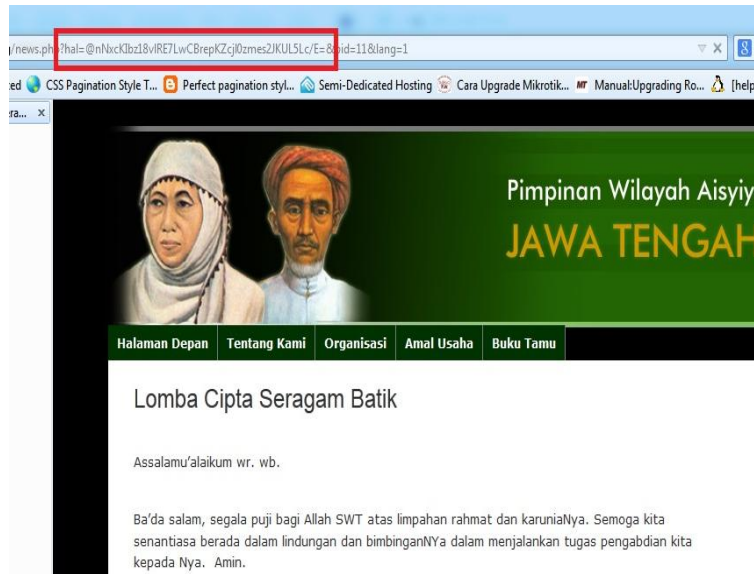 /news.php?hal=@nNxcKIbz18vIRE7LwCBrepKZcjl0zmes2JKUL5Lc/E=&pid=11&lang=1
CSS Pagination Style T... Perfect pagination styl... Semi-Dedicated Hosting Cara Upgrade Mikrotik... Manual:Upgrading Ro... [help
Pimpinan Wilayah Aisyiy
JAWA TENGAH
Halaman Depan Tentang Kami Organisasi Amal Usaha Buku Tamu
Lomba Cipta Seragam Batik
Assalamu'alaikum wr. wb.
Ba'da salam, segala puji bagi Allah SWT atas limpahan rahmat dan karuniaNya. Semoga kita
senantiasa berada dalam lindungan dan bimbinganNYa dalam menjalankan tugas pengabdian kita
kepada Nya. Amin.